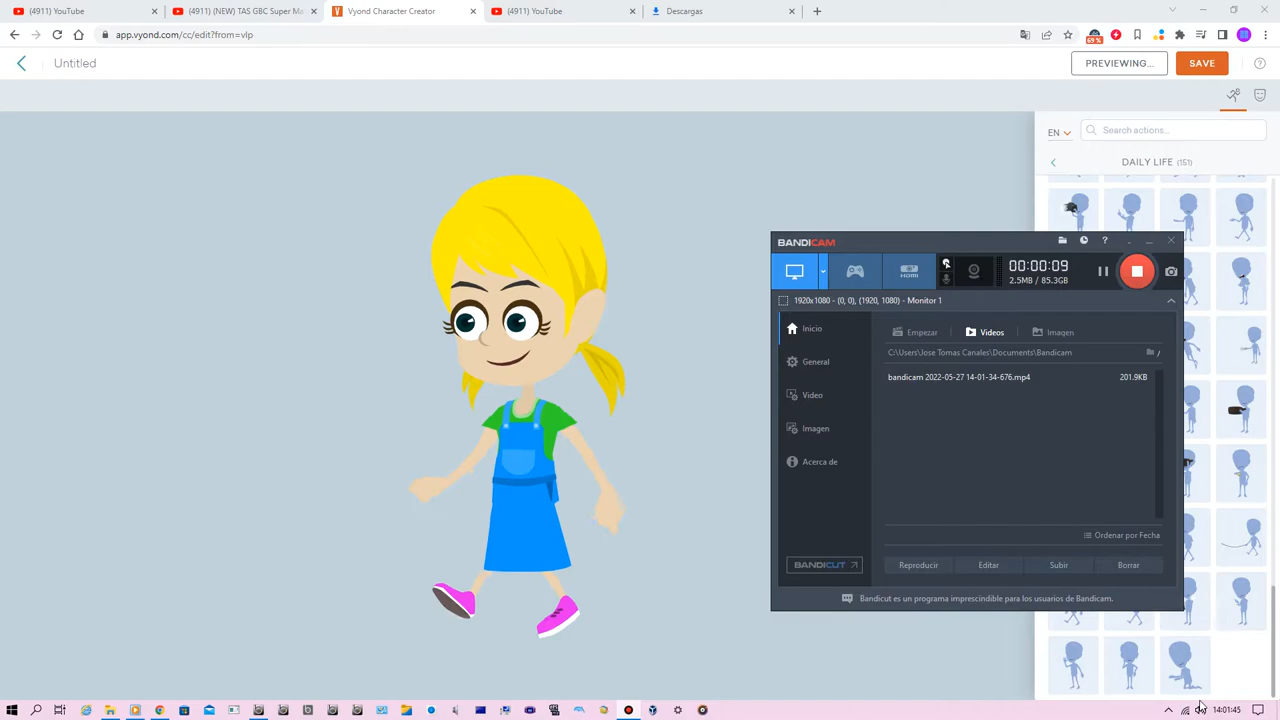 (4911) YouTube
(4911) (NEW) TAS GBC Super Ma
Vyond Character Creator
(4911) YouTube
Descargas
app.vyond.com/cc/edit?from=vlp
69 %
Untitled
PREVIEWING...
SAVE
EN
Search actions...
DAILY LIFE (151)
BANDICAM
HDMI
00:00:09
2.5MB / 85.3GB
1920x1080 - (0, 0), (1920, 1080) - Monitor 1
Inicio
General
Video
Imagen
Acerca de
Empezar
Videos
Imagen
C:\Users\Jose Tomas Canales\Documents\Bandicam
bandicam 2022-05-27 14-01-34-676.mp4
201.9KB
Ordenar por Fecha
BANDICUT
Reproducir
Editar
Subir
Borrar
Bandicut es un programa imprescindible para los usuarios de Bandicam.
14:01:45